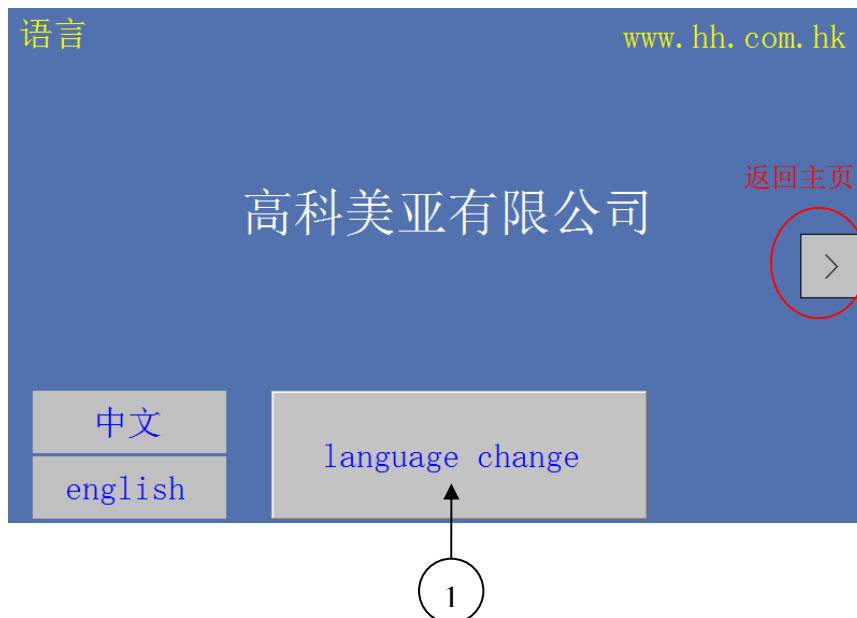 语言
www.hh.com.hk
返回主页
高科美亚有限公司
>
中文
english
language change
1